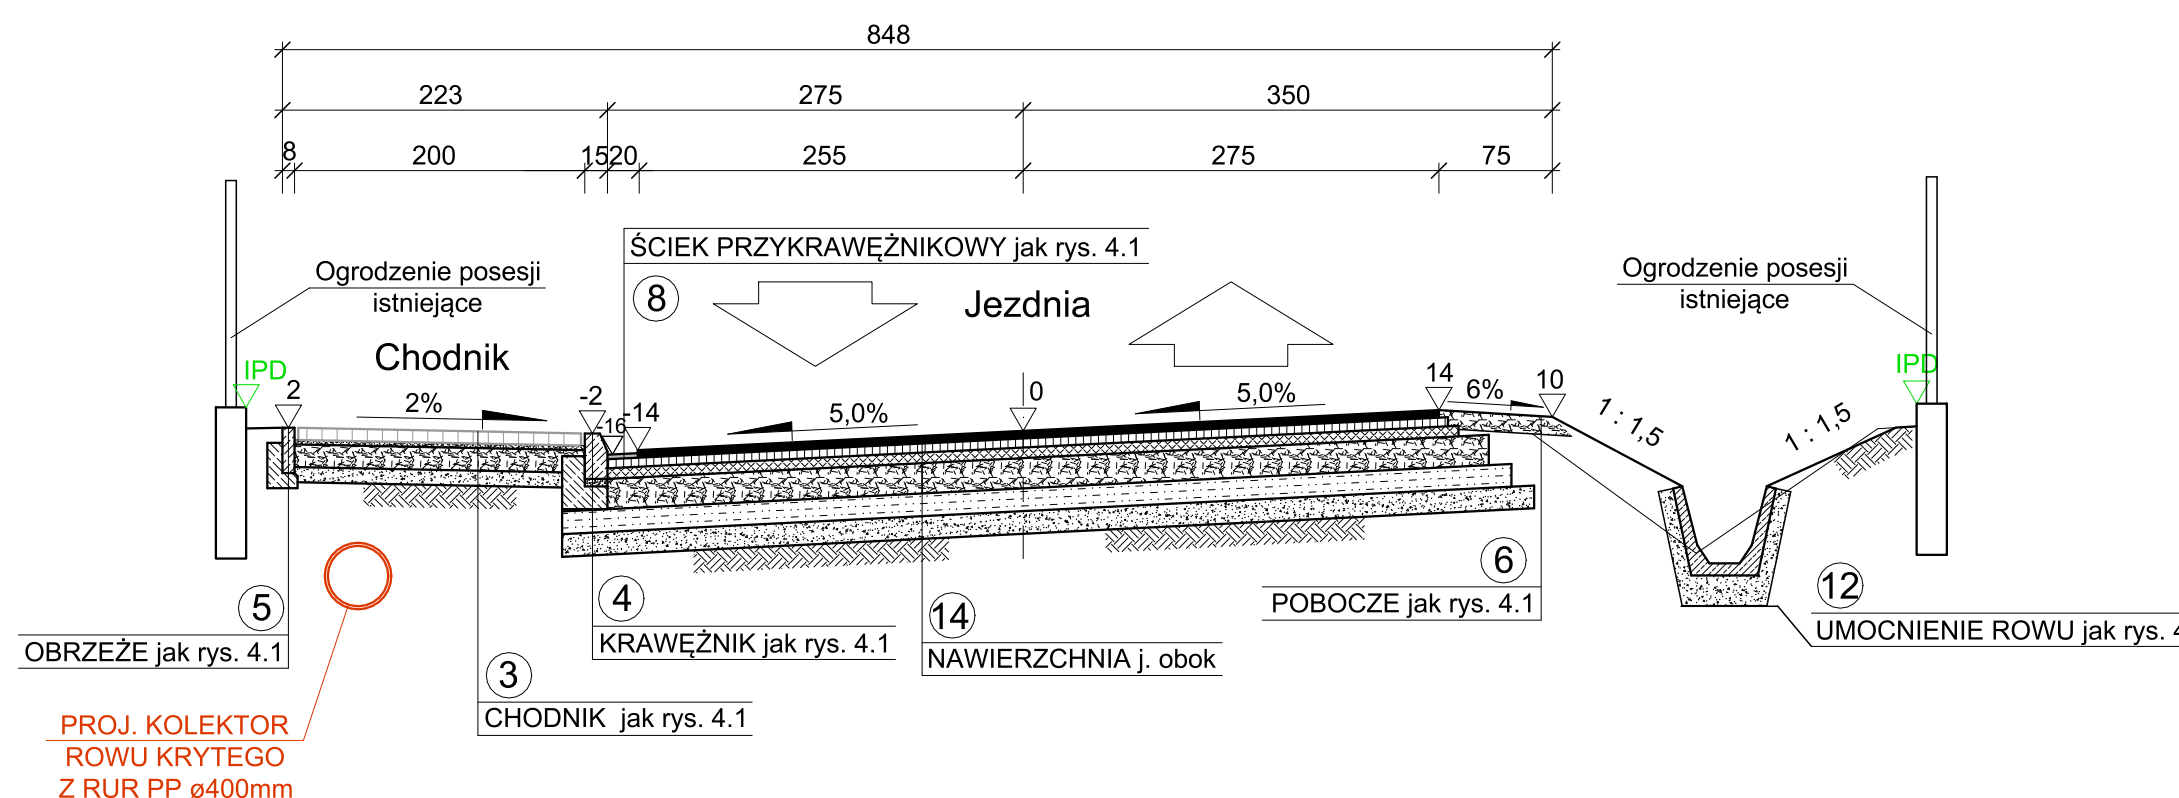 848
223 275 350
8 200 15 20 255 275 75
ŚCIEK PRZYKRAWĘŻNIKOWY jak rys. 4.1
8
Jezdnia
Ogrodzenie posesji
istniejące
Ogrodzenie posesji
istniejące
Chodnik
IPD
IPD
2
2%
-2
-16
-14
5,0%
0
5,0%
14
6%
10
1 : 1,5
1 : 1,5
5
OBRZEŻE jak rys. 4.1
4
KRAWĘŻNIK jak rys. 4.1
14
NAWIERZCHNIA j. obok
6
POBOCZE jak rys. 4.1
12
UMOCNIENIE ROWU jak rys. 4
3
CHODNIK jak rys. 4.1
PROJ. KOLEKTOR
ROWU KRYTEGO
Z RUR PP ø400mm